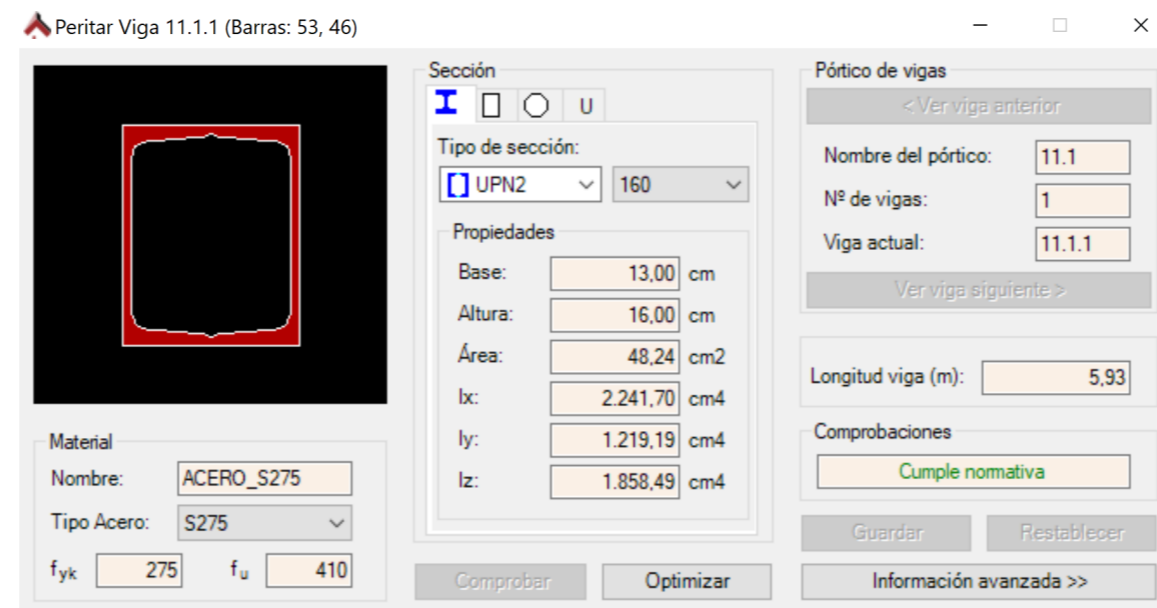 Peritar Viga 11.1.1 (Barras: 53, 46)
Sección
U
Tipo de sección:
UPN2
160
Propiedades
Base: 13,00 cm
Altura: 16,00 cm
Área: 48,24 cm2
Ix: 2.241,70 cm4
Iy: 1.219,19 cm4
Iz: 1.858,49 cm4
Comprobar
Optimizar
Material
Nombre: ACERO_S275
Tipo Acero: S275
fyk 275 fu 410
Pórtico de vigas
< Ver viga anterior
Nombre del pórtico: 11.1
Nº de vigas: 1
Viga actual: 11.1.1
Ver viga siguiente >
Longitud viga (m): 5,93
Comprobaciones
Cumple normativa
Guardar
Restablecer
Información avanzada >>